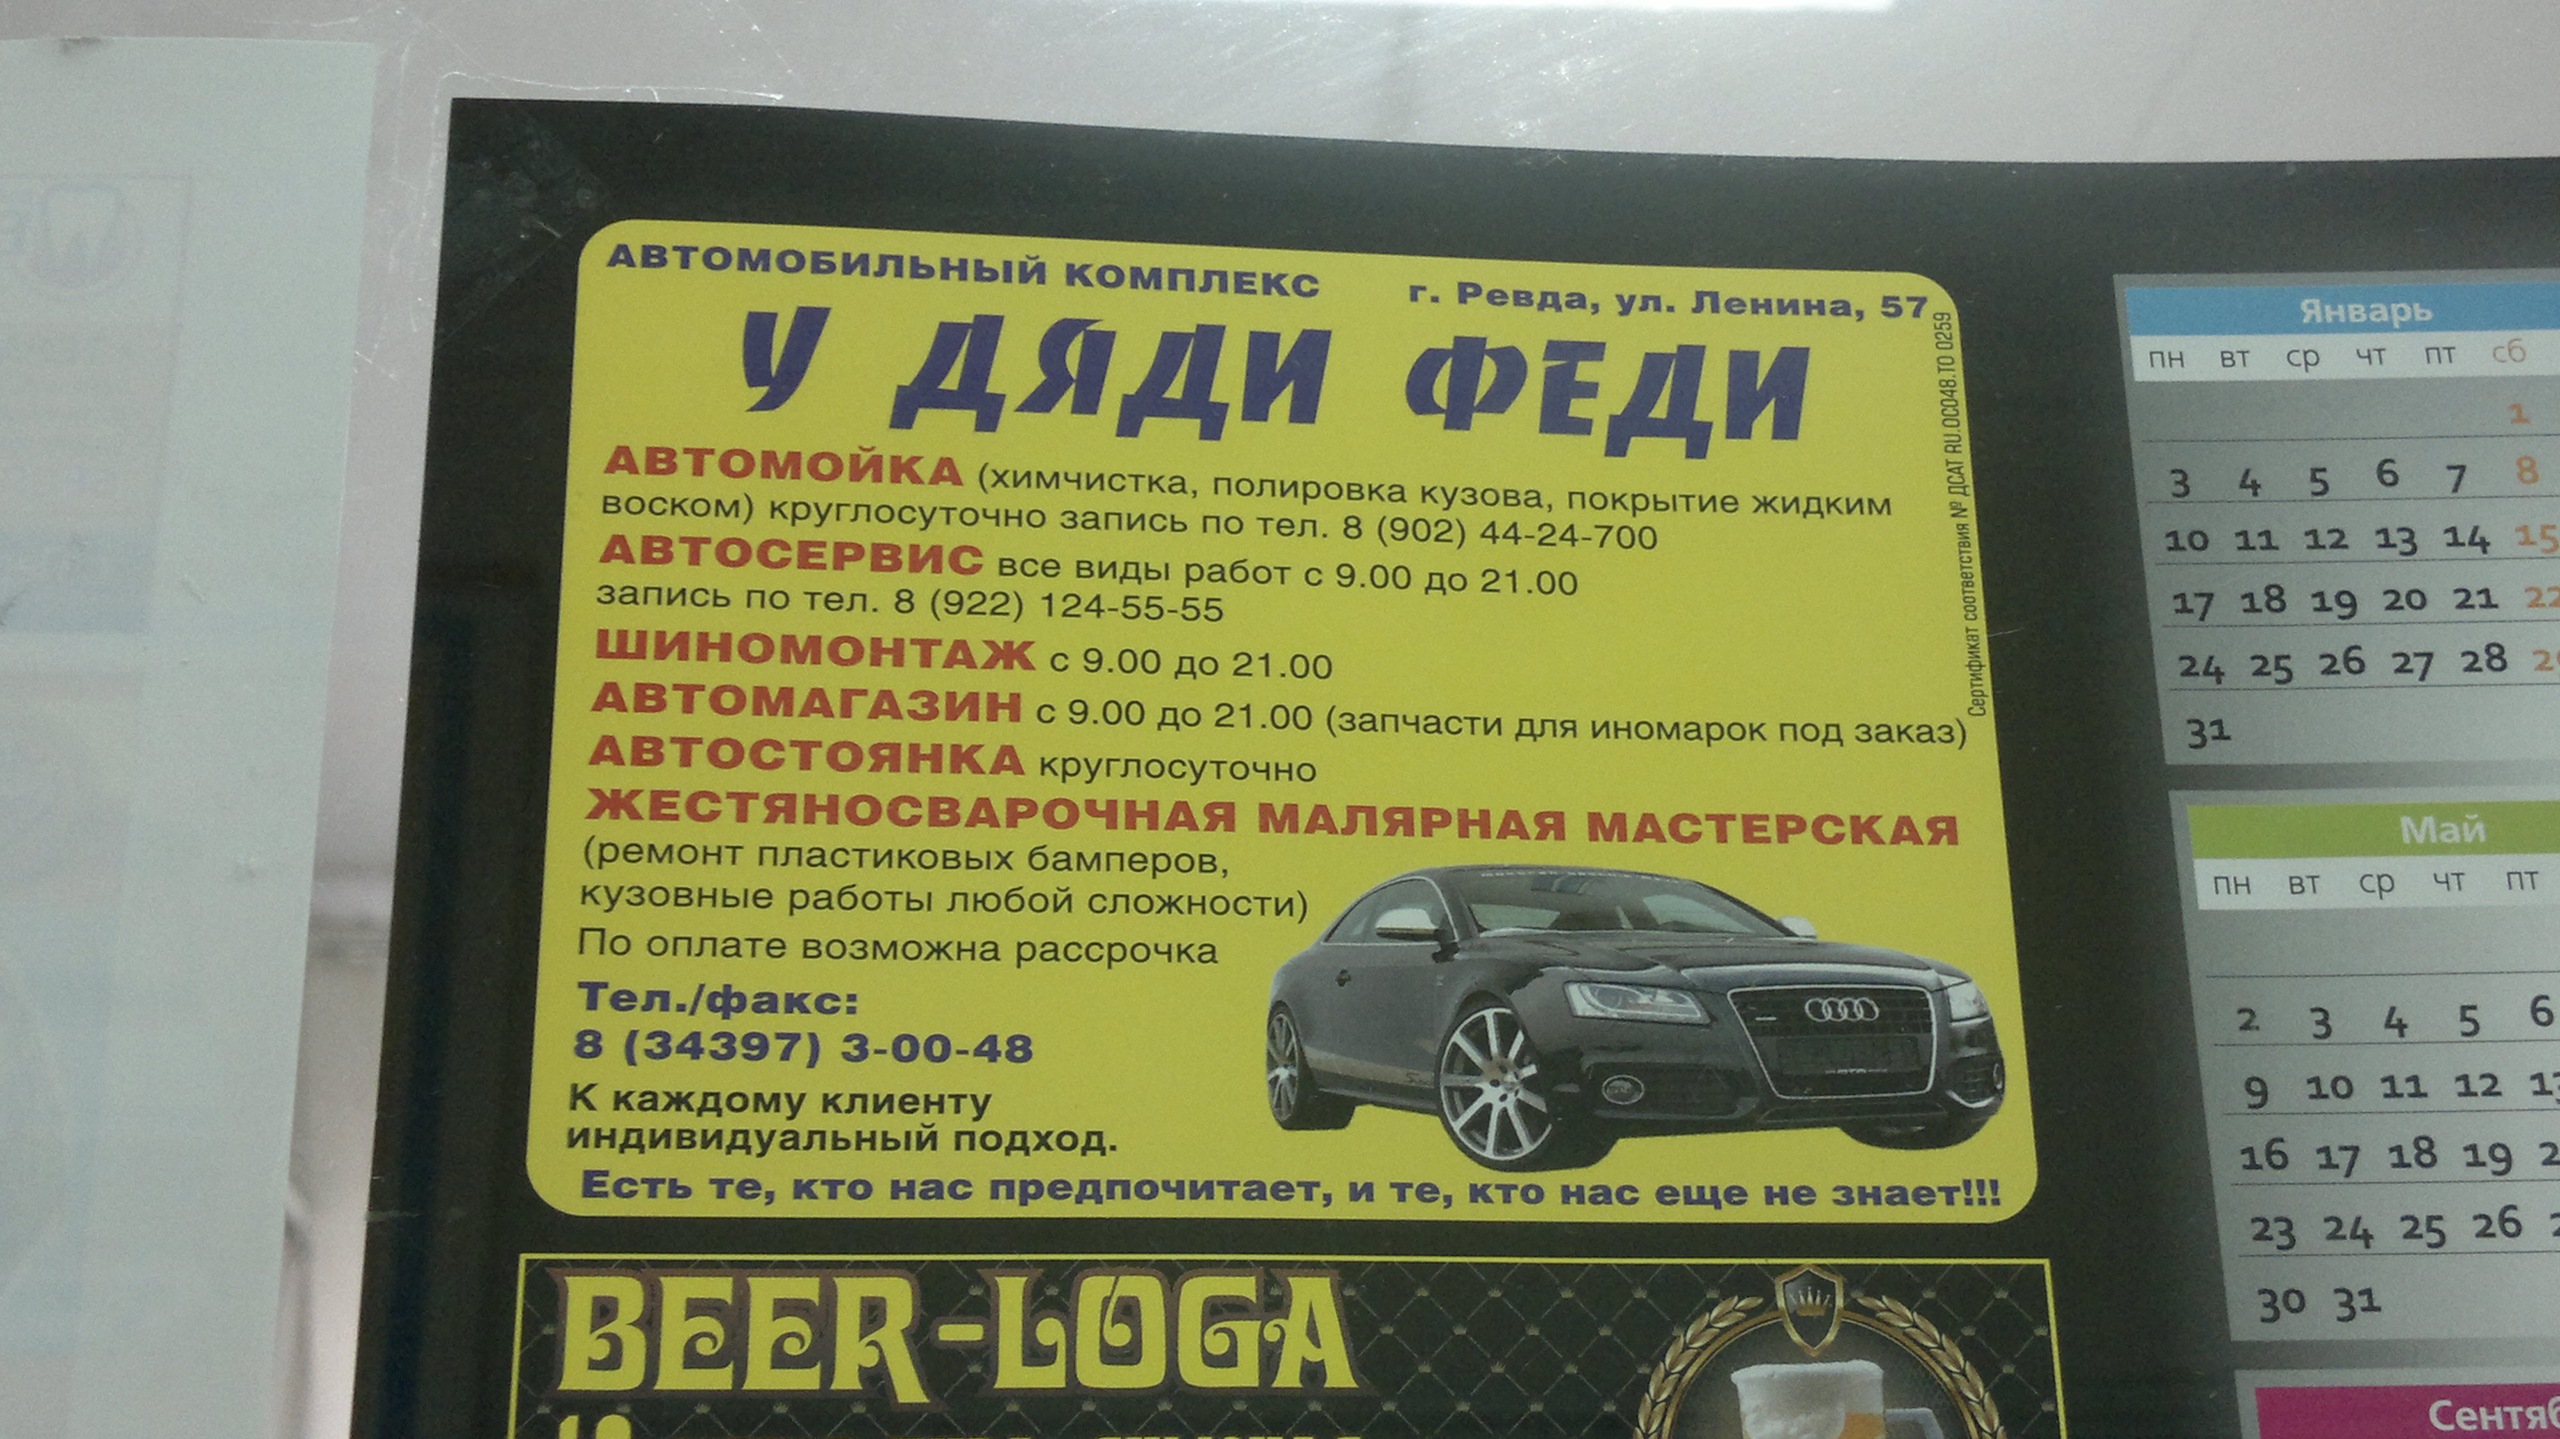 АВТОМОБИЛЬНЫЙ КОМПЛЕКС
г. Ревда, ул. Ленина, 57
У ДЯДИ ФЕДИ
АВТОМОЙКА (химчистка, полировка кузова, покрытие жидким
воском) круглосуточно запись по тел. 8 (902) 44-24-700
АВТОСЕРВИС все виды работ с 9.00 до 21.00
запись по тел. 8 (922) 124-55-55
ШИНОМОНТАЖ с 9.00 до 21.00
АВТОМАГАЗИН с 9.00 до 21.00 (запчасти для иномарок под заказ)
АВТОСТОЯНКА круглосуточно
ЖЕСТЯНОСВАРОЧНАЯ МАЛЯРНАЯ МАСТЕРСКАЯ
(ремонт пластиковых бамперов,
кузовные работы любой сложности)
По оплате возможна рассрочка
Тел./факс:
8 (34397) 3-00-48
К каждому клиенту
индивидуальный подход.
Есть те, кто нас предпочитает, и те, кто нас еще не знает!!!
Сертификат соответствия № ДСАТ RU.ОС048.ТО 0259
BEER-LOGA
Январь
пн вт ср чт пт сб
1
3 4 5 6 7 8
10 11 12 13 14 15
17 18 19 20 21 22
24 25 26 27 28
31
Май
пн вт ср чт пт
2 3 4 5 6
9 10 11 12
16 17 18 19
23 24 25 26
30 31